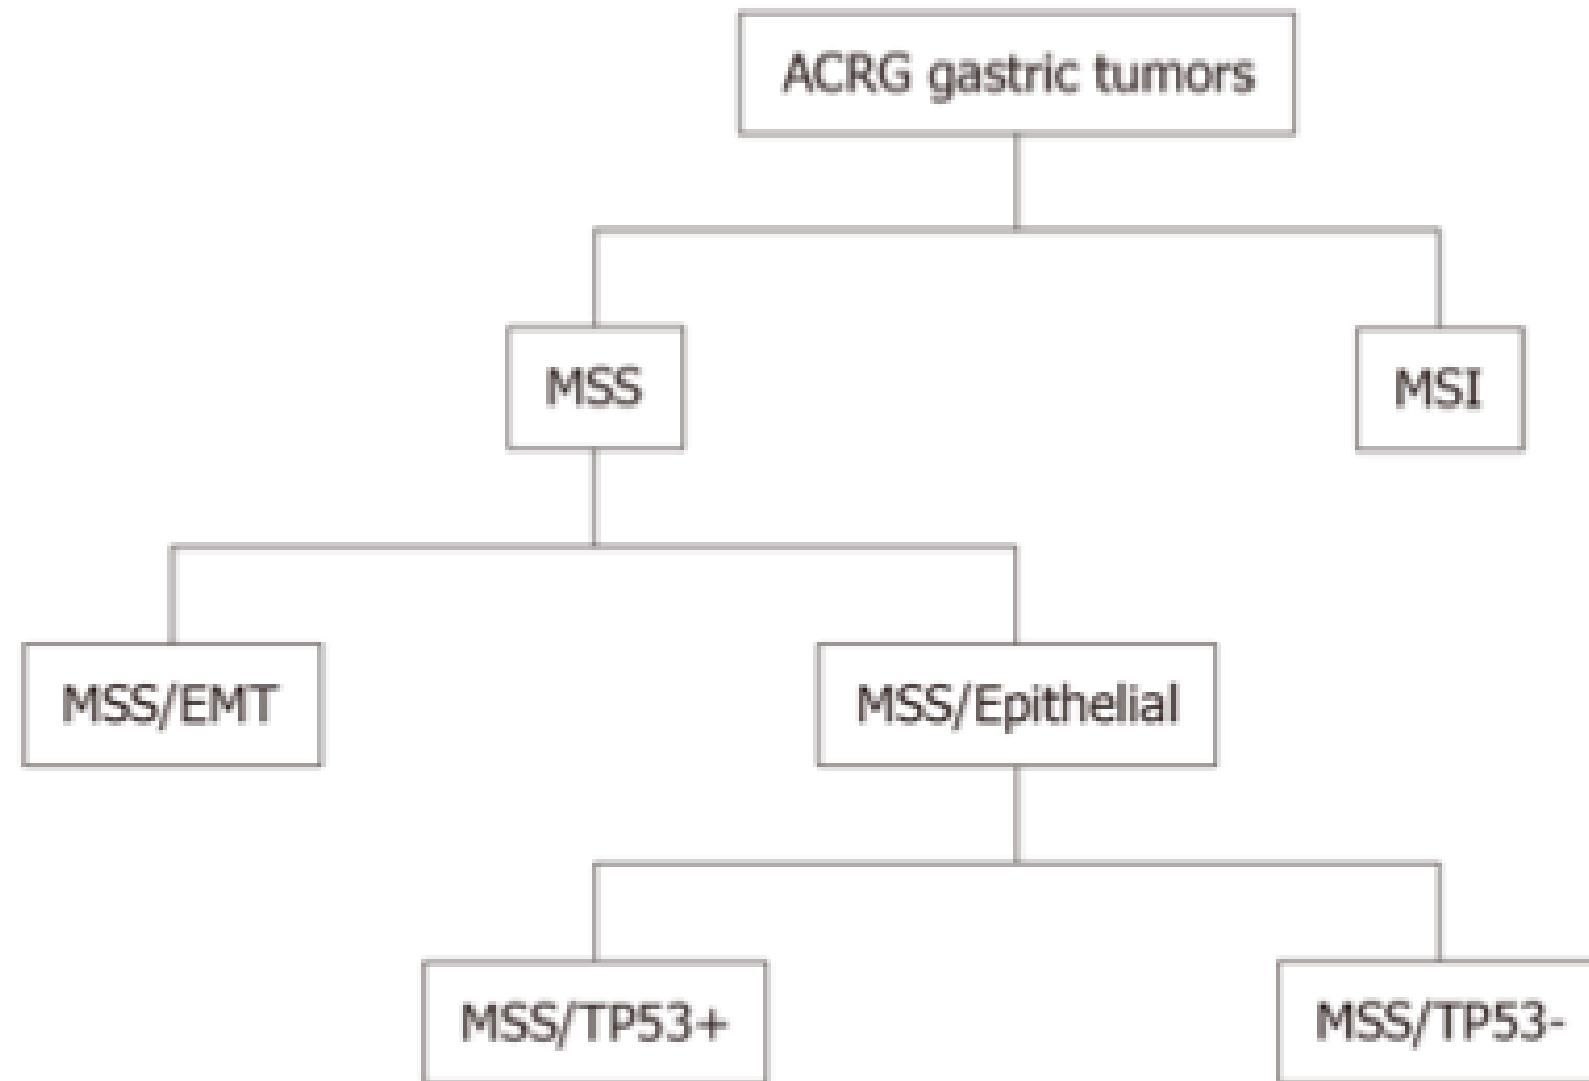 ACRG gastric tumors
MSS
MSI
MSS/EMT
MSS/Epithelial
MSS/TP53+
MSS/TP53-